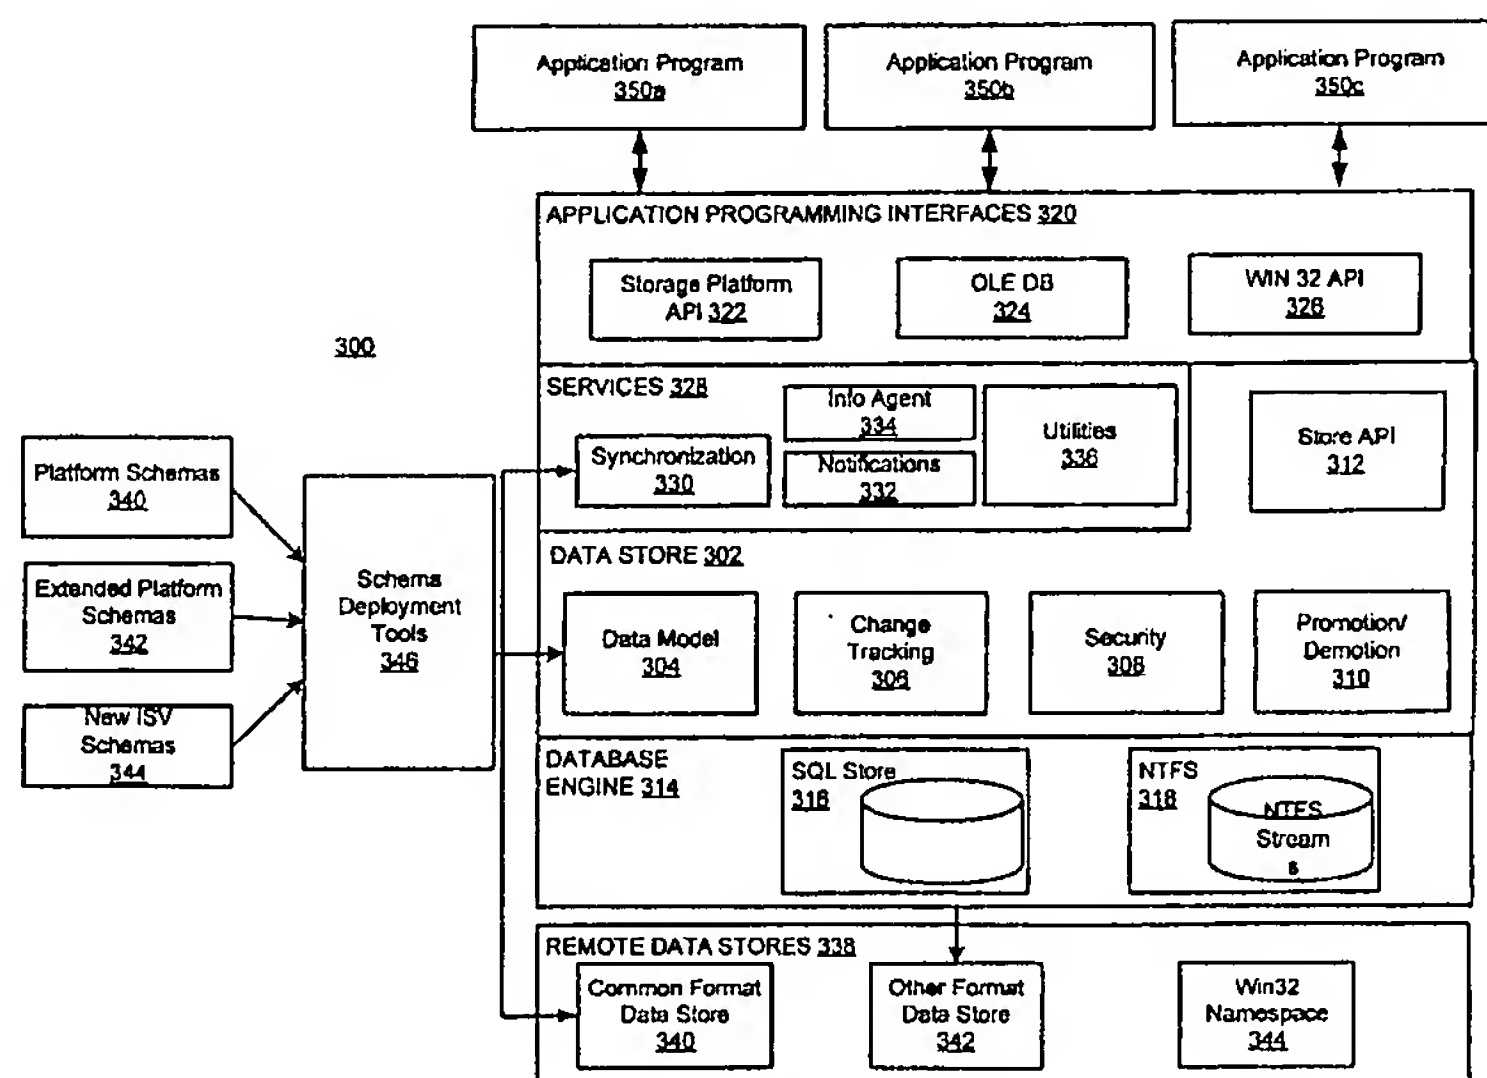 Application Program
350a
Application Program
350b
Application Program
350c
APPLICATION PROGRAMMING INTERFACES 320
Storage Platform
API 322
OLE DB
324
WIN 32 API
326
300
SERVICES 328
Info Agent
334
Utilities
336
Synchronization
330
Notifications
332
Store API
312
Platform Schemas
340
Extended Platform
Schemas
342
New ISV
Schemas
344
Schema
Deployment
Tools
346
DATA STORE 302
Data Model
304
Change
Tracking
306
Security
308
Promotion/
Demotion
310
DATABASE
ENGINE 314
SQL Store
316
NTFS
318
NTFS
Stream
s
REMOTE DATA STORES 338
Common Format
Data Store
340
Other Format
Data Store
342
Win32
Namespace
344